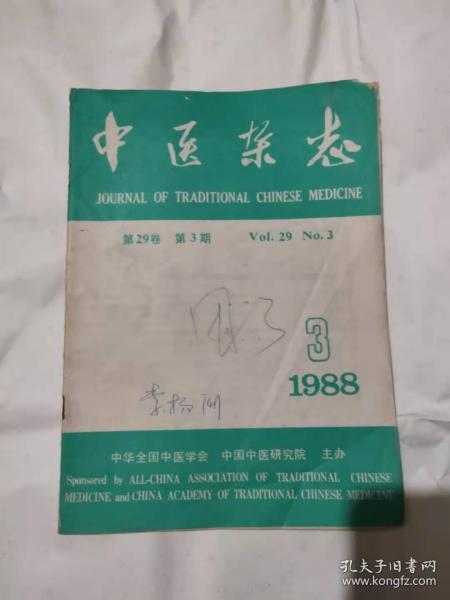 中医杂志
JOURNAL OF TRADITIONAL CHINESE MEDICINE
第29卷 第3期 Vol. 29 No. 3
3
1988
中华全国中医学会 中国中医研究院 主办
Sponsored by ALL-CHINA ASSOCIATION OF TRADITIONAL CHINESE
MEDICINE and CHINA ACADEMY OF TRADITIONAL CHINESE MEDICINE
孔夫子旧书网
www.kongfz.com